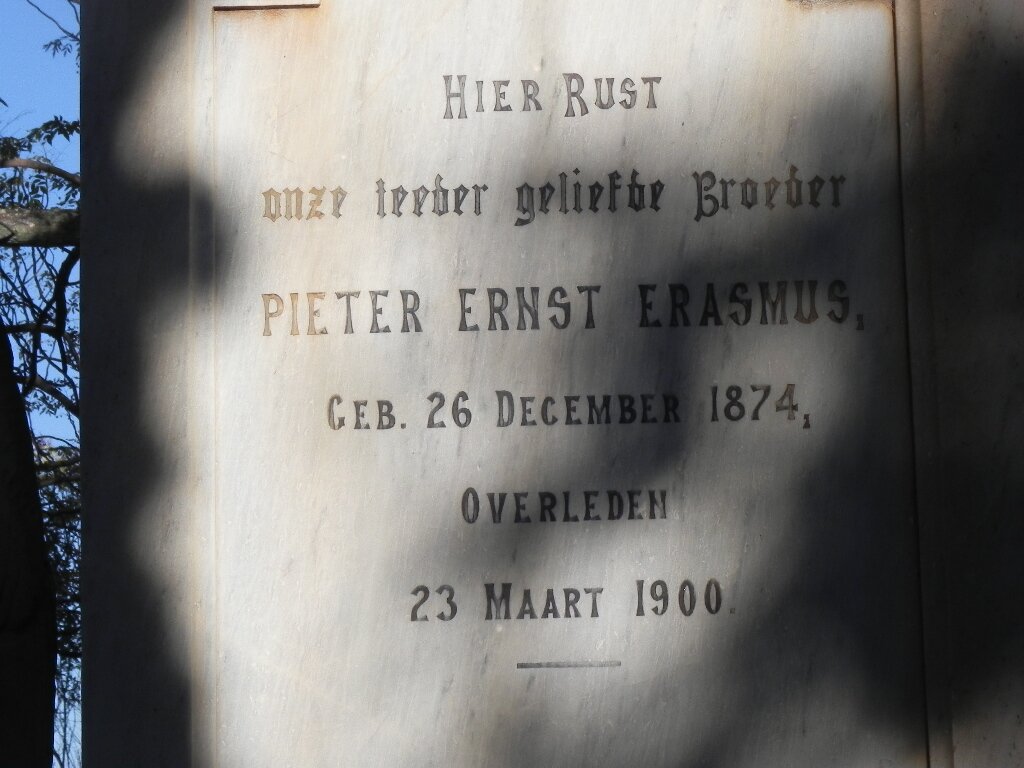 HIER RUST
onze teeder geliefde Broeder
PIETER ERNST ERASMUS,
GEB. 26 DECEMBER 1874,
OVERLEDEN
23 MAART 1900.